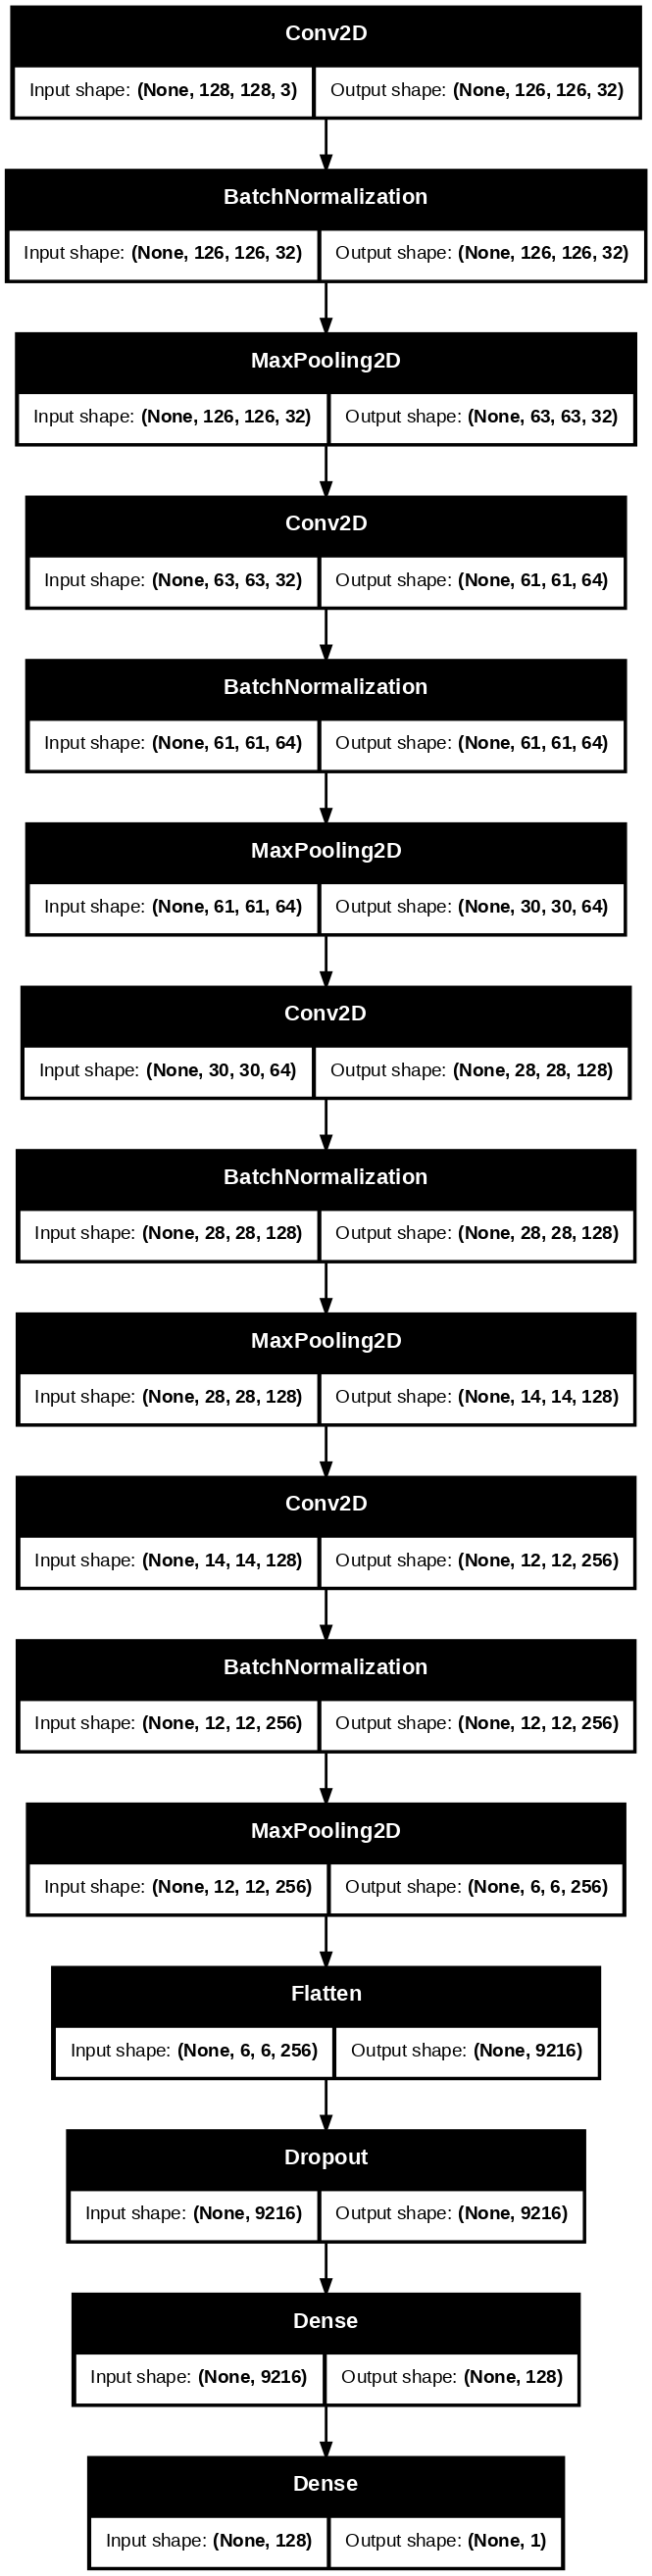 Conv2D
Input shape: (None, 128, 128, 3) Output shape: (None, 126, 126, 32)
BatchNormalization
Input shape: (None, 126, 126, 32) Output shape: (None, 126, 126, 32)
MaxPooling2D
Input shape: (None, 126, 126, 32) Output shape: (None, 63, 63, 32)
Conv2D
Input shape: (None, 63, 63, 32) Output shape: (None, 61, 61, 64)
BatchNormalization
Input shape: (None, 61, 61, 64) Output shape: (None, 61, 61, 64)
MaxPooling2D
Input shape: (None, 61, 61, 64) Output shape: (None, 30, 30, 64)
Conv2D
Input shape: (None, 30, 30, 64) Output shape: (None, 28, 28, 128)
BatchNormalization
Input shape: (None, 28, 28, 128) Output shape: (None, 28, 28, 128)
MaxPooling2D
Input shape: (None, 28, 28, 128) Output shape: (None, 14, 14, 128)
Conv2D
Input shape: (None, 14, 14, 128) Output shape: (None, 12, 12, 256)
BatchNormalization
Input shape: (None, 12, 12, 256) Output shape: (None, 12, 12, 256)
MaxPooling2D
Input shape: (None, 12, 12, 256) Output shape: (None, 6, 6, 256)
Flatten
Input shape: (None, 6, 6, 256) Output shape: (None, 9216)
Dropout
Input shape: (None, 9216) Output shape: (None, 9216)
Dense
Input shape: (None, 9216) Output shape: (None, 128)
Dense
Input shape: (None, 128) Output shape: (None, 1)